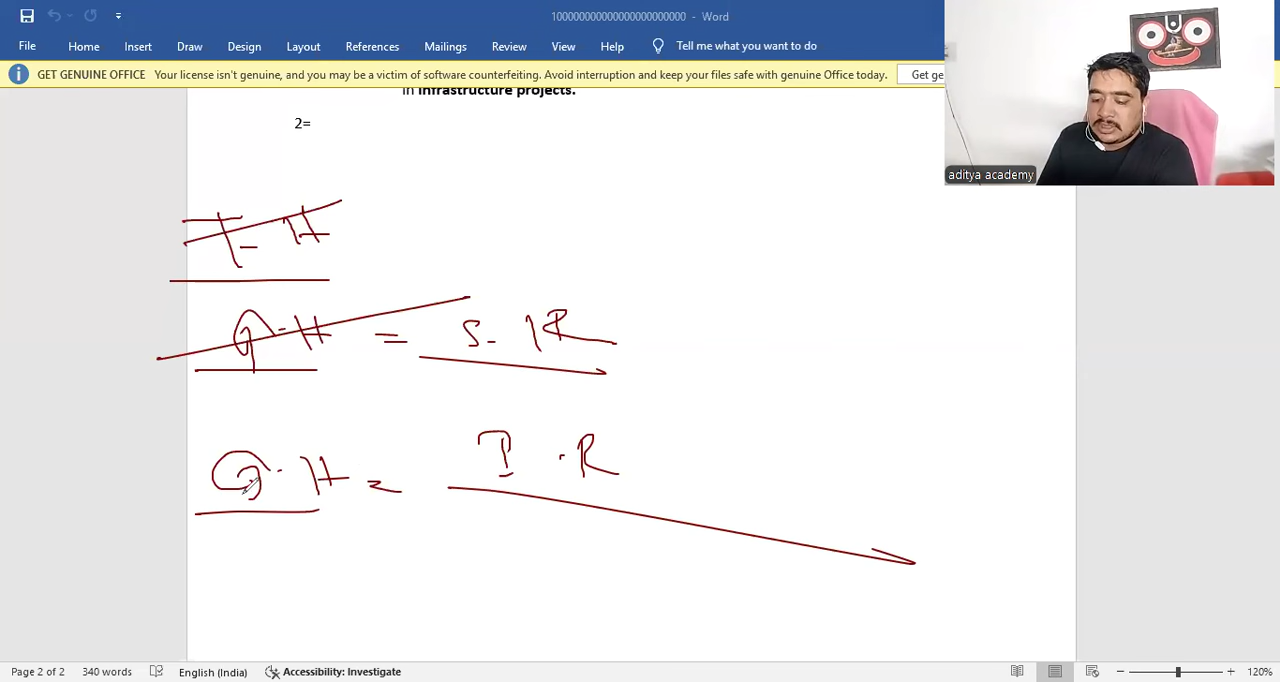 10000000000000000000000 - Word
File Home Insert Draw Design Layout References Mailings Review View Help Tell me what you want to do
GET GENUINE OFFICE Your license isn't genuine, and you may be a victim of software counterfeiting. Avoid interruption and keep your files safe with genuine Office today. Get ge
in infrastructure projects.
2=
aditya academy
H
H = S. R
H = I . R
Page 2 of 2 340 words English (India) Accessibility: Investigate 120%